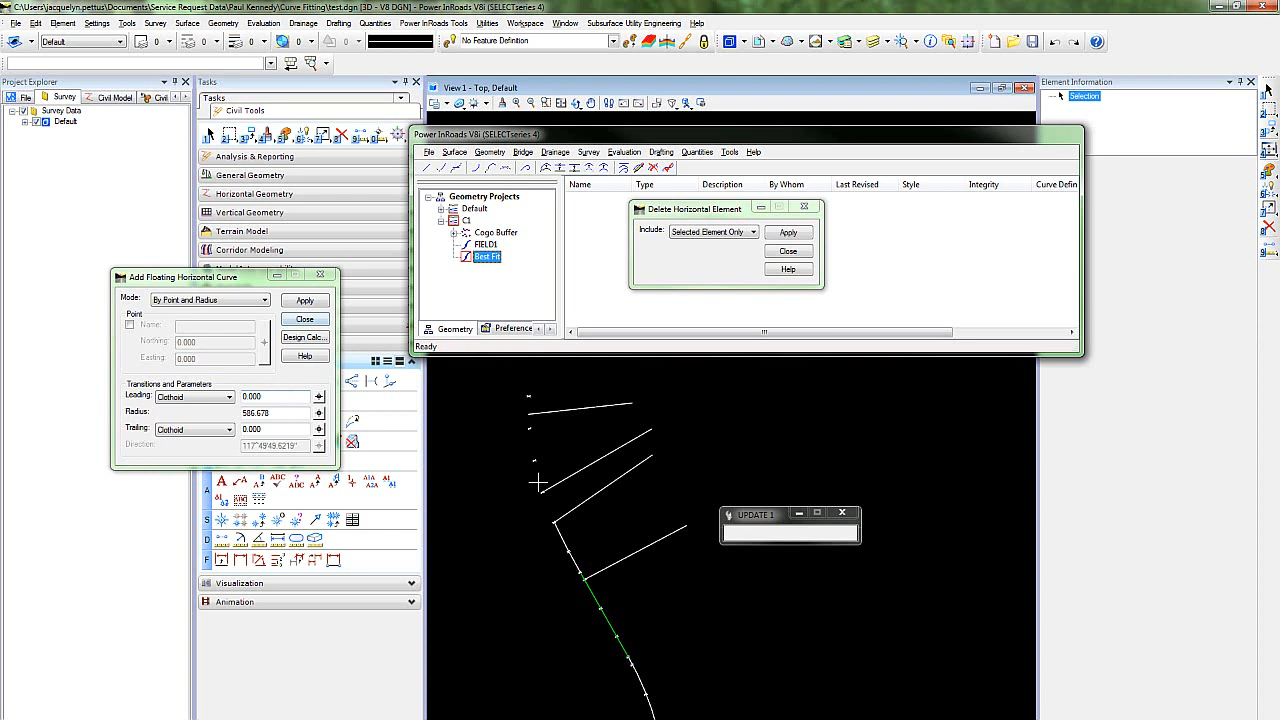 C:\Users\jacquelyn.pettus\Documents\Service Request Data\Paul Kennedy\Curve Fitting\test.dgn [3D - V8 DGN] - Power InRoads V8i (SELECTseries 4)
File Element Settings Tools Utilities Survey Geometry Evaluation Drainage Drafting Quantities Power InRoads Tools Utilities Workspace Window Subsurface Utility Engineering Help
Default 0 0 0 0 No Feature Definition
Project Explorer
File Survey Civil Model Civil
Survey Data
Default
Tasks
Tasks
Civil Tools
Analysis & Reporting
General Geometry
Horizontal Geometry
Vertical Geometry
Terrain Model
Corridor Modeling
A
S
D
F
Visualization
Animation
View 1 - Top, Default
Element Information
Selection
Power InRoads V8i (SELECTseries 4)
File Surface Geometry Bridge Drainage Survey Evaluation Drafting Quantities Tools Help
Geometry Projects
Default
C1
Cogo Buffer
FIELD1
Best Fit
Geometry Preference
Ready
Name Type Description By Whom Last Revised Style Integrity Curve Defin
Delete Horizontal Element
Include: Selected Element Only Apply
Close
Help
Add Floating Horizontal Curve
Mode: By Point and Radius Apply
Point Close
Name:
Northing: 0.000 Design Calc...
Easting: 0.000 Help
Transitions and Parameters
Leading: Clothoid 0.000
Radius: 586.678
Trailing: Clothoid 0.000
Direction: 117^49'49.6219"
UPDATE 1